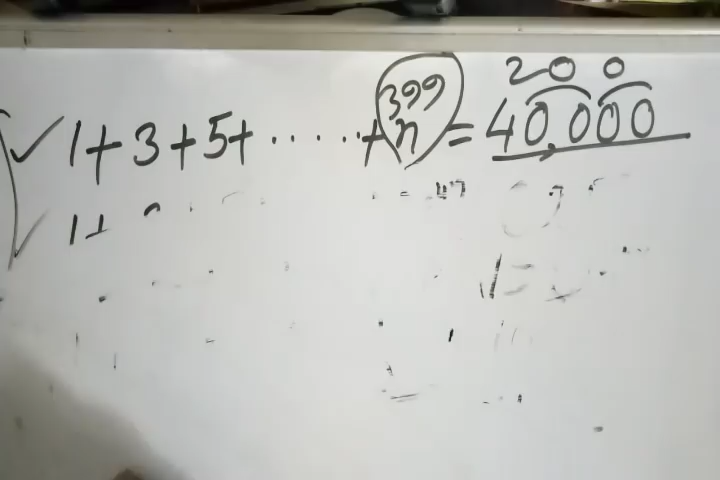 200
399
1+3+5+.....+n = 40,000
1+